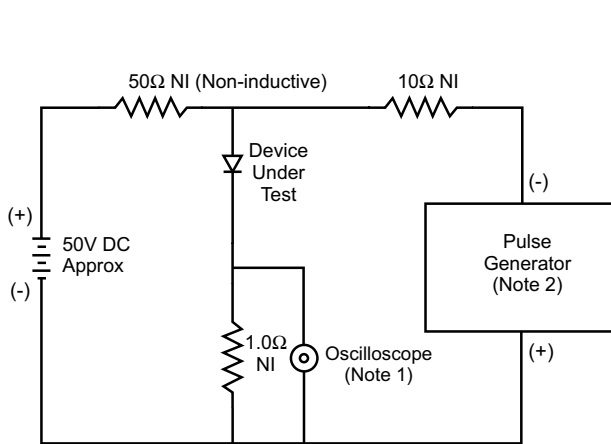 50Ω NI (Non-inductive)
10Ω NI
Device
Under
Test
(+)
50V DC
Approx
(-)
(-)
Pulse
Generator
(Note 2)
(+)
1.0Ω
NI
Oscilloscope
(Note 1)